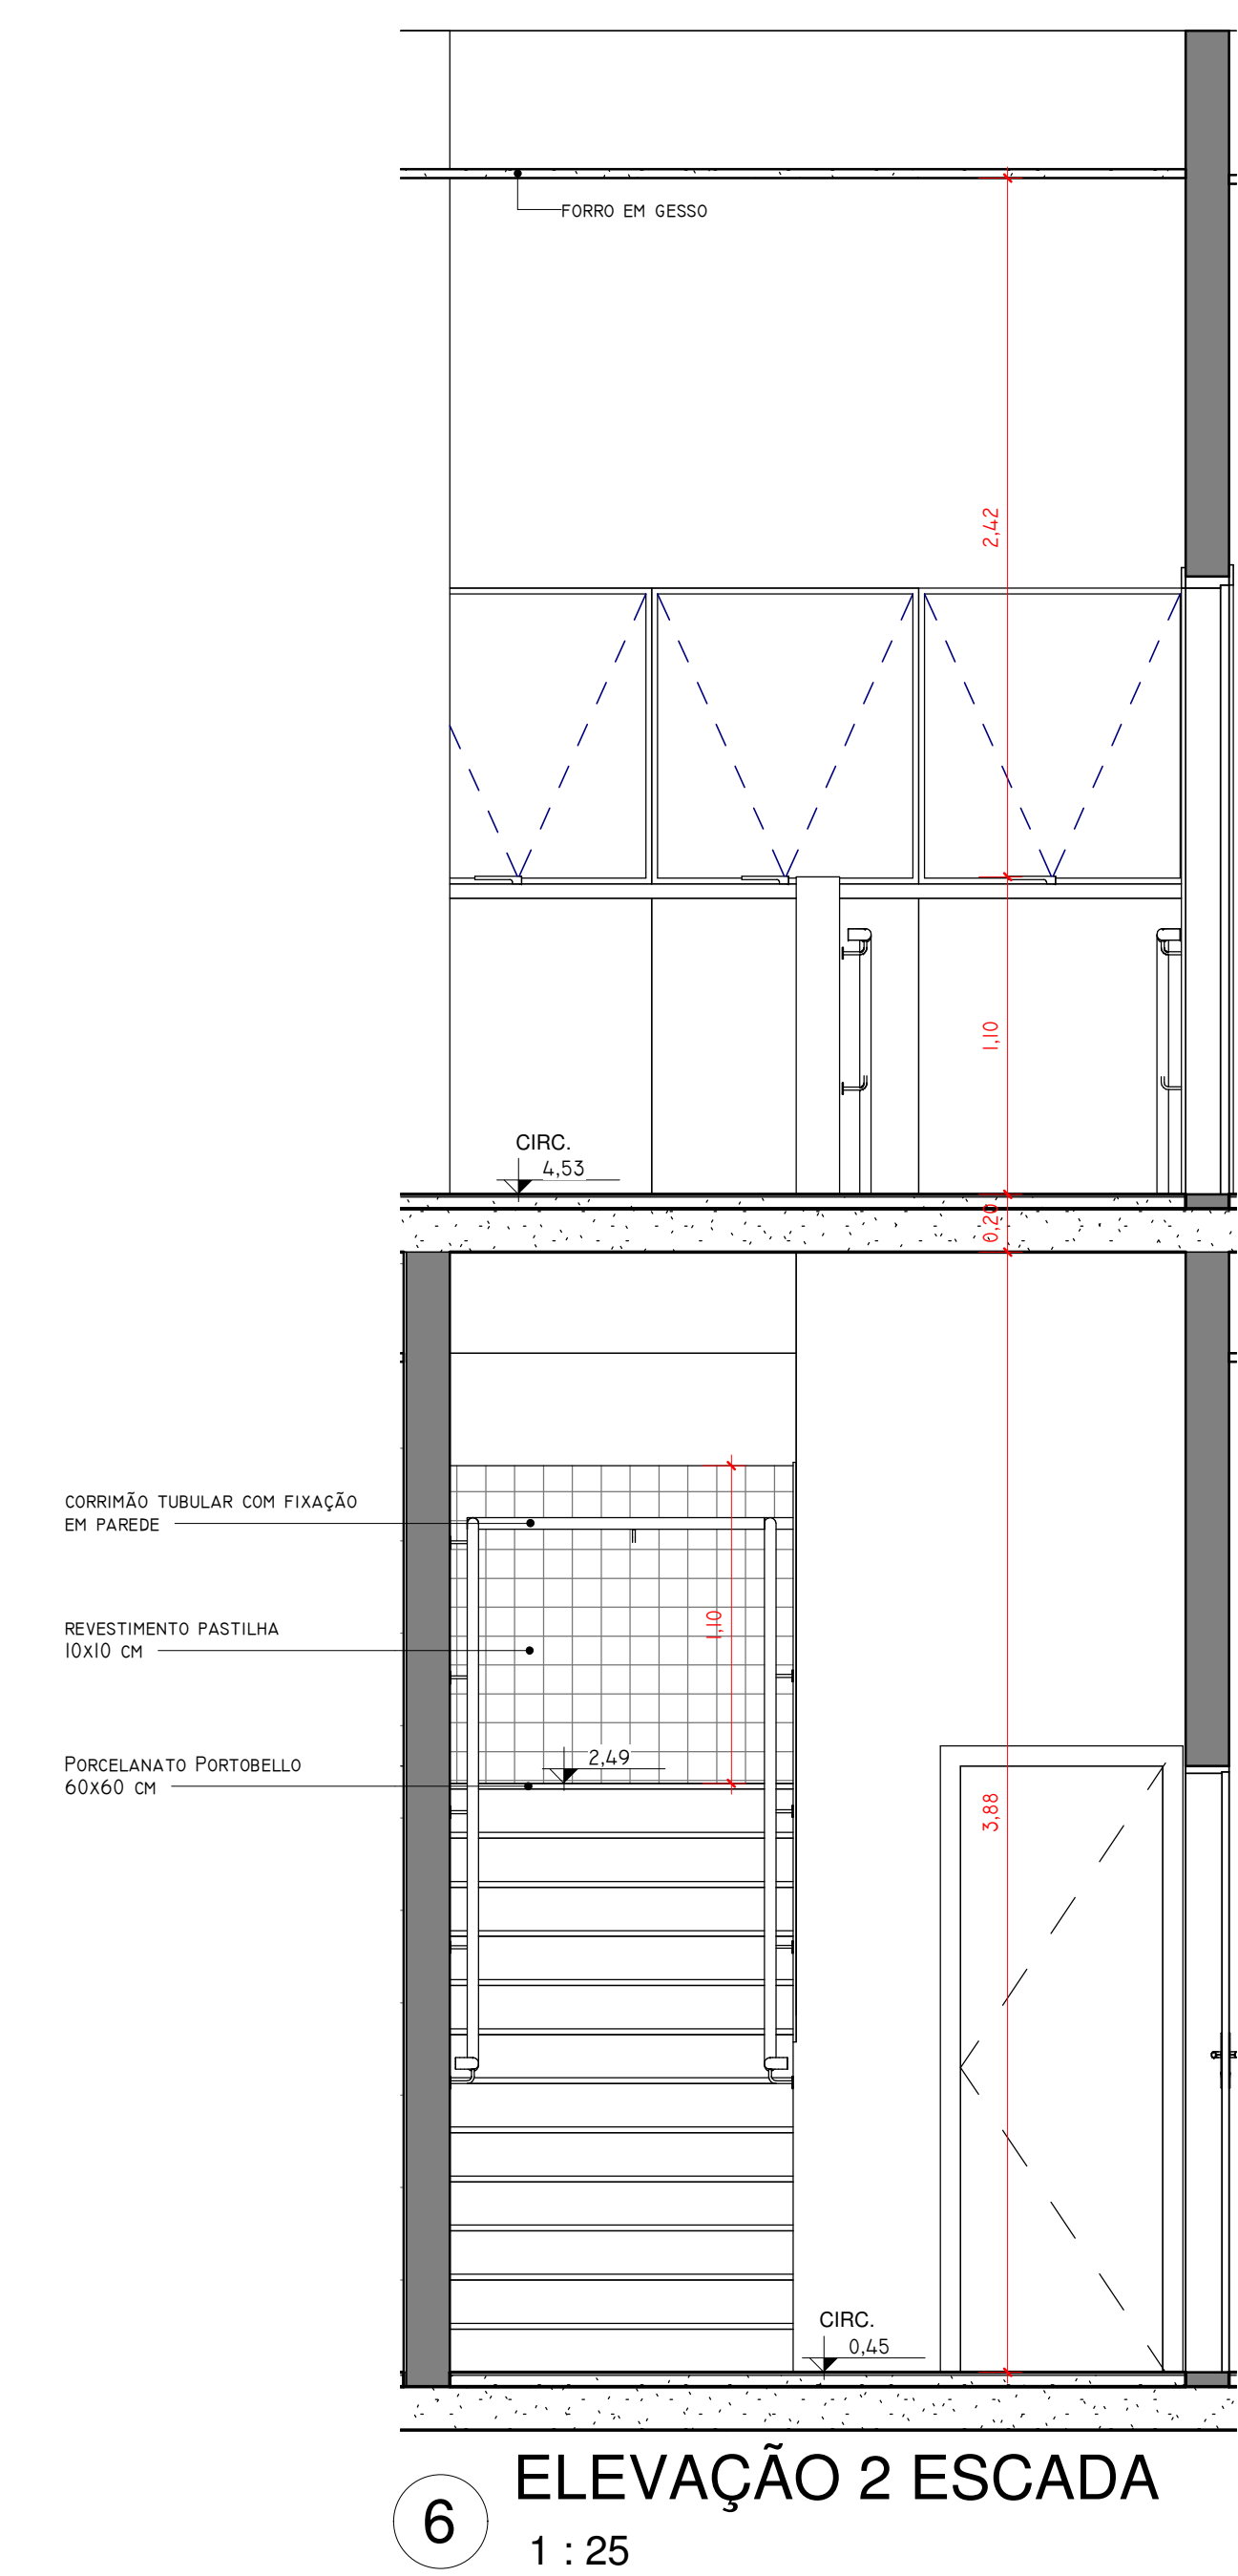 FORRO EM GESSO
2,42
1,10
CIRC.
4,53
0,20
CORRIMÃO TUBULAR COM FIXAÇÃO
EM PAREDE
REVESTIMENTO PASTILHA
10X10 CM
1,10
PORCELANATO PORTOBELLO
60X60 CM
2,49
3,88
CIRC.
0,45
6
ELEVAÇÃO 2 ESCADA
1 : 25